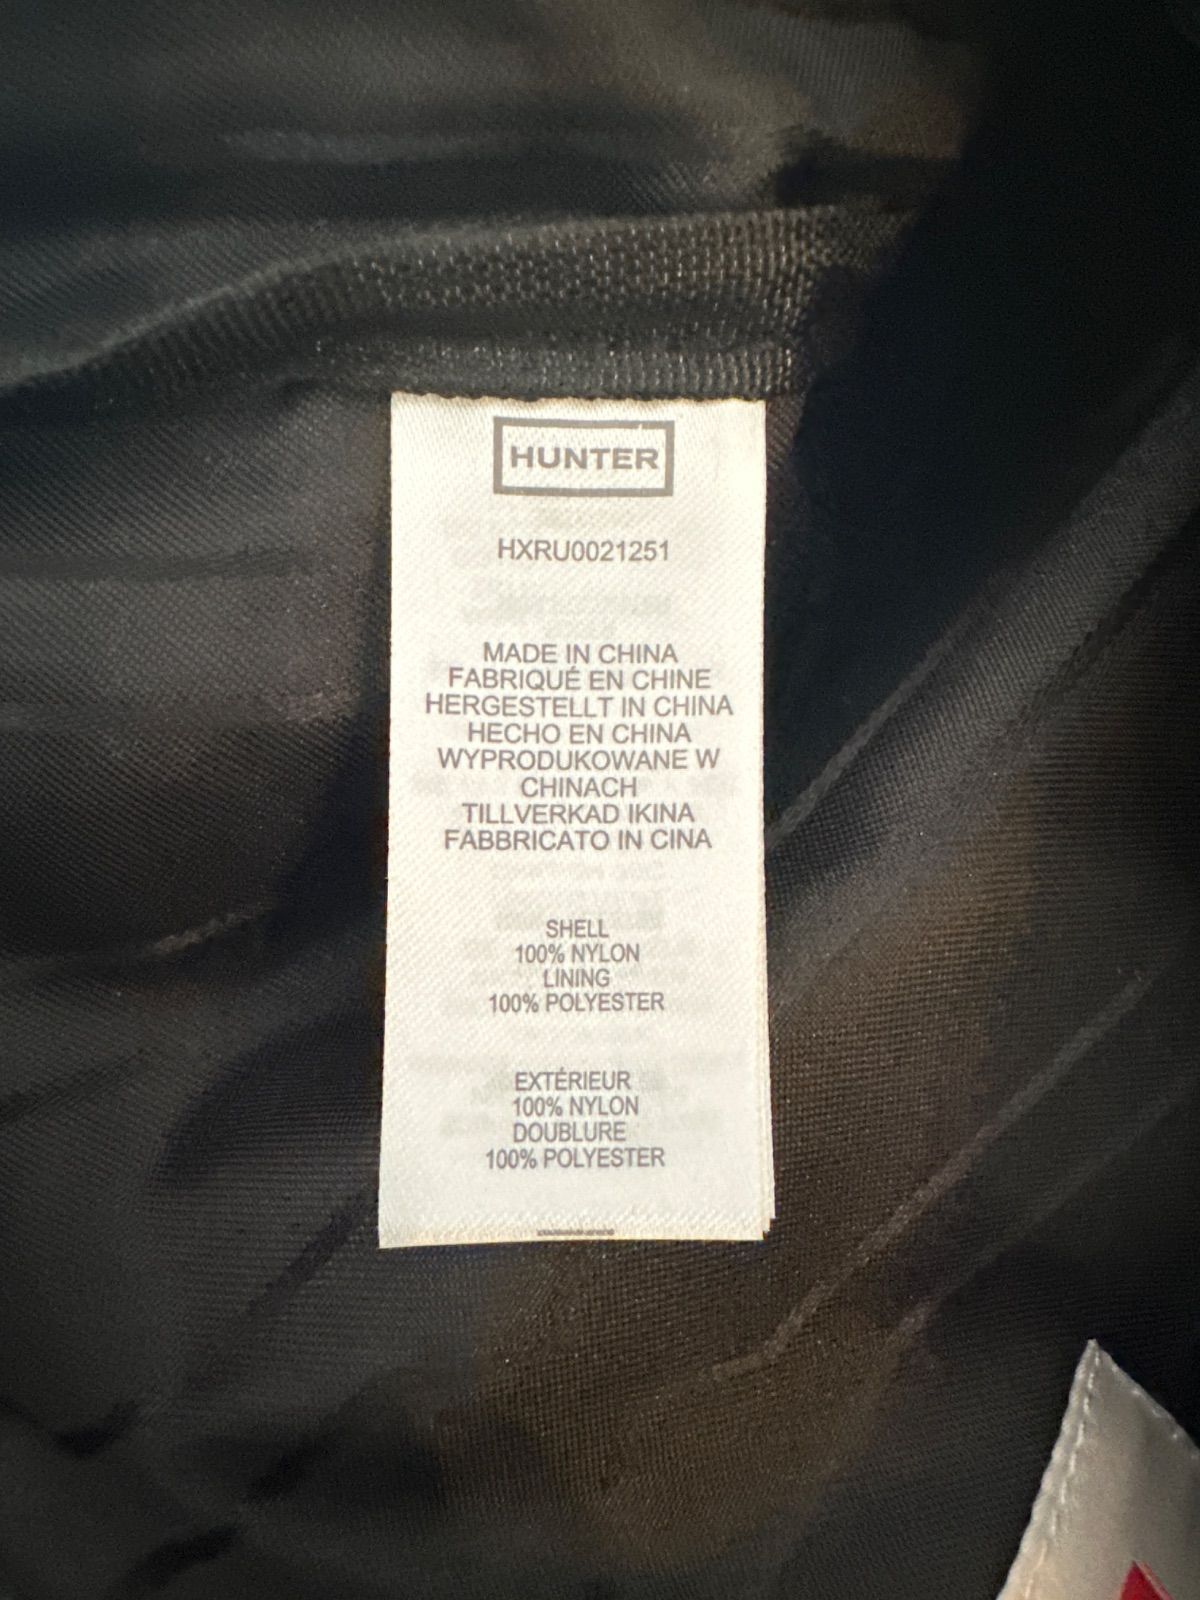 HUNTER
HXRU0021251
MADE IN CHINA
FABRIQUÉ EN CHINE
HERGESTELLT IN CHINA
HECHO EN CHINA
WYPRODUKOWANE W
CHINACH
TILLVERKAD IKINA
FABBRICATO IN CINA
SHELL
100% NYLON
LINING
100% POLYESTER
EXTÉRIEUR
100% NYLON
DOUBLURE
100% POLYESTER